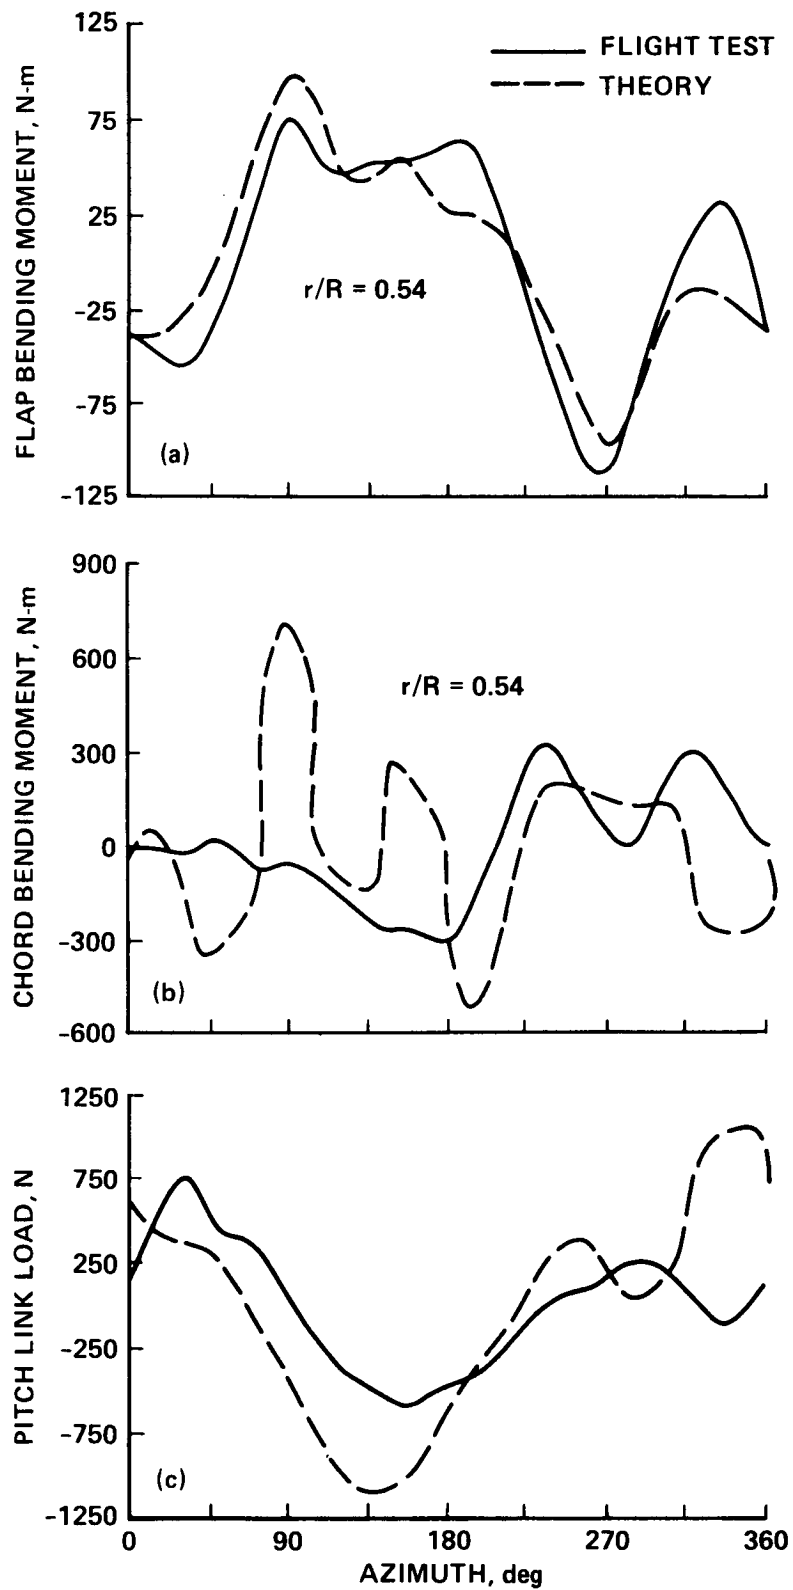 FLIGHT TEST
THEORY
FLAP BENDING MOMENT, N-m
125
75
25
-25
-75
-125
r/R = 0.54
(a)
CHORD BENDING MOMENT, N-m
900
600
300
0
-300
-600
r/R = 0.54
(b)
PITCH LINK LOAD, N
1250
750
250
-250
-750
-1250
(c)
0 90 180 270 360
AZIMUTH, deg